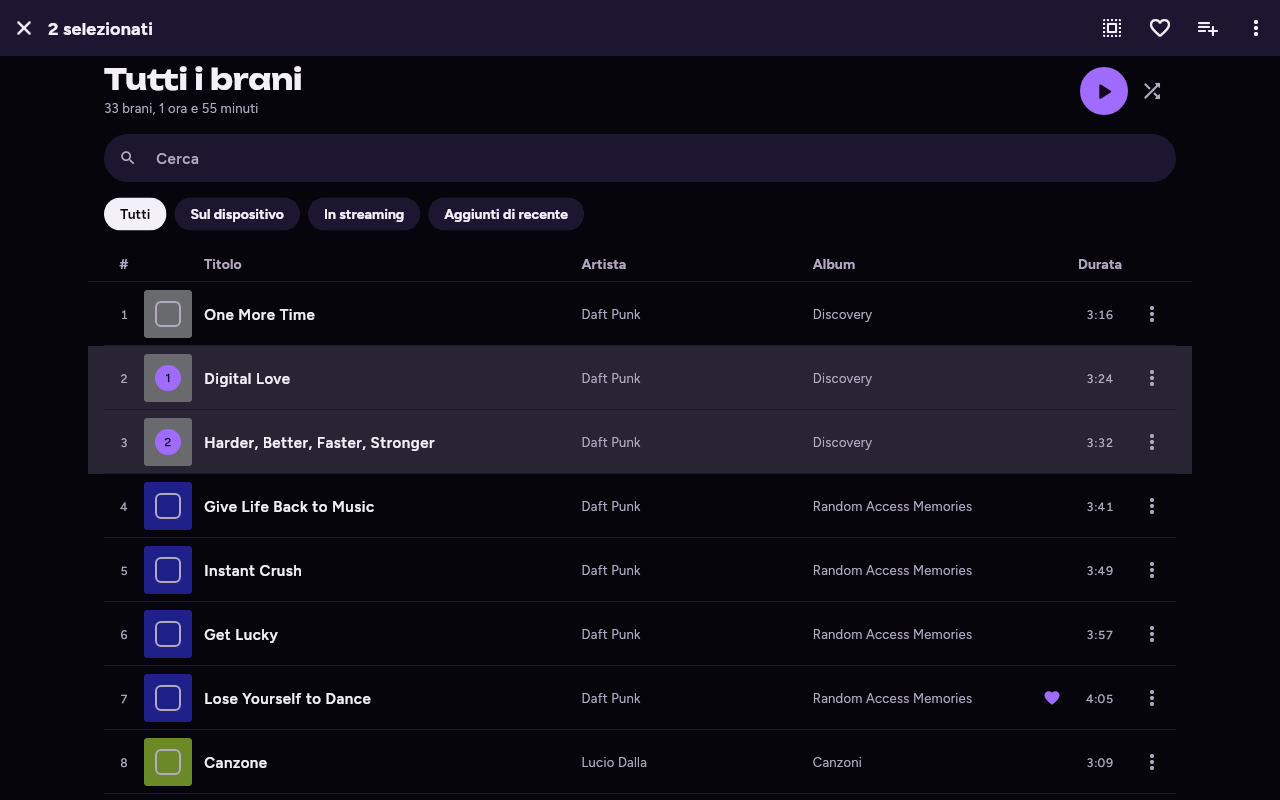 2 selezionati
Tutti i brani
33 brani, 1 ora e 55 minuti
Cerca
Tutti Sul dispositivo In streaming Aggiunti di recente
# Titolo Artista Album Durata
1 One More Time Daft Punk Discovery 3:16
2 1 Digital Love Daft Punk Discovery 3:24
3 2 Harder, Better, Faster, Stronger Daft Punk Discovery 3:32
4 Give Life Back to Music Daft Punk Random Access Memories 3:41
5 Instant Crush Daft Punk Random Access Memories 3:49
6 Get Lucky Daft Punk Random Access Memories 3:57
7 Lose Yourself to Dance Daft Punk Random Access Memories 4:05
8 Canzone Lucio Dalla Canzoni 3:09